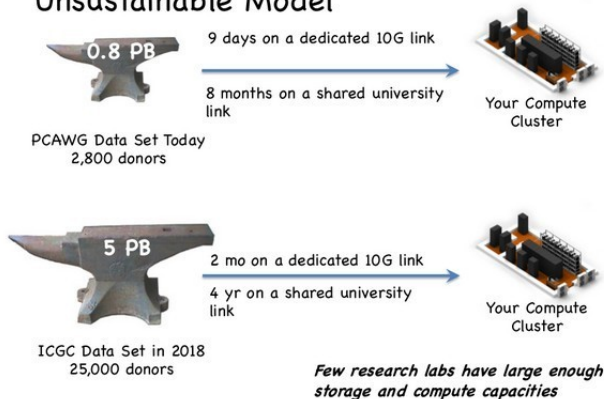 Unsustainable Model
0.8 PB
9 days on a dedicated 10G link
8 months on a shared university
link
Your Compute
Cluster
PCAWG Data Set Today
2,800 donors
5 PB
2 mo on a dedicated 10G link
4 yr on a shared university
link
Your Compute
Cluster
ICGC Data Set in 2018
25,000 donors
Few research labs have large enough
storage and compute capacities